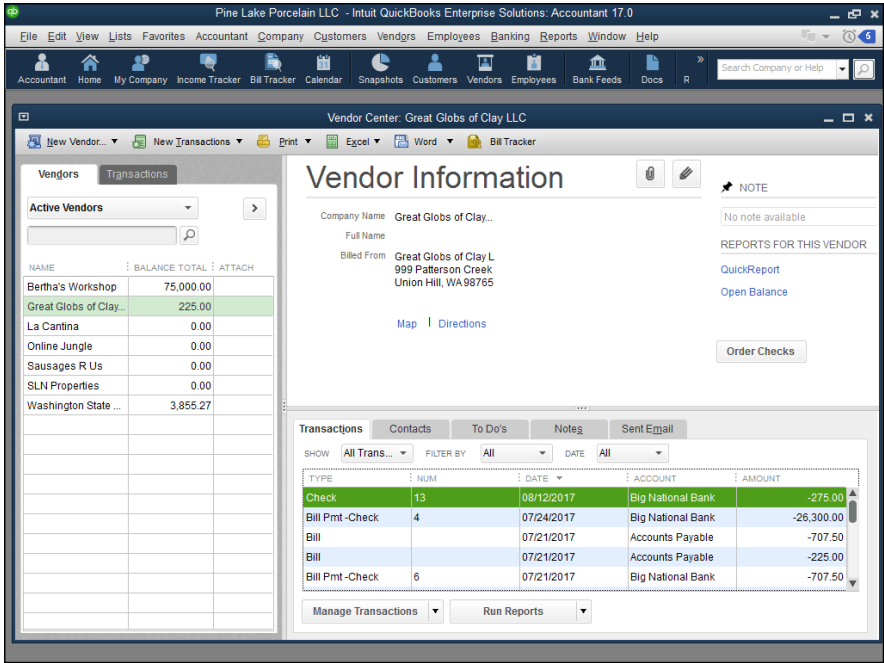 Pine Lake Porcelain LLC - Intuit QuickBooks Enterprise Solutions: Accountant 17.0
File Edit View Lists Favorites Accountant Company Customers Vendors Employees Banking Reports Window Help 5
Accountant Home My Company Income Tracker Bill Tracker Calendar Snapshots Customers Vendors Employees Bank Feeds Docs R » Search Company or Help
Vendor Center: Great Globs of Clay LLC
New Vendor... New Transactions Print Excel Word Bill Tracker
Vendors Transactions
Active Vendors
NAME BALANCE TOTAL ATTACH
Bertha's Workshop 75,000.00
Great Globs of Clay... 225.00
La Cantina 0.00
Online Jungle 0.00
Sausages R Us 0.00
SLN Properties 0.00
Washington State ... 3,855.27
Vendor Information
Company Name Great Globs of Clay...
Full Name
Billed From Great Globs of Clay L
999 Patterson Creek
Union Hill, WA 98765
Map Directions
NOTE
No note available
REPORTS FOR THIS VENDOR
QuickReport
Open Balance
Order Checks
Transactions Contacts To Do's Notes Sent Email
SHOW All Trans... FILTER BY All DATE All
TYPE NUM DATE ACCOUNT AMOUNT
Check 13 08/12/2017 Big National Bank -275.00
Bill Pmt -Check 4 07/24/2017 Big National Bank -26,300.00
Bill 07/21/2017 Accounts Payable -707.50
Bill 07/21/2017 Accounts Payable -225.00
Bill Pmt -Check 6 07/21/2017 Big National Bank -707.50
Manage Transactions Run Reports